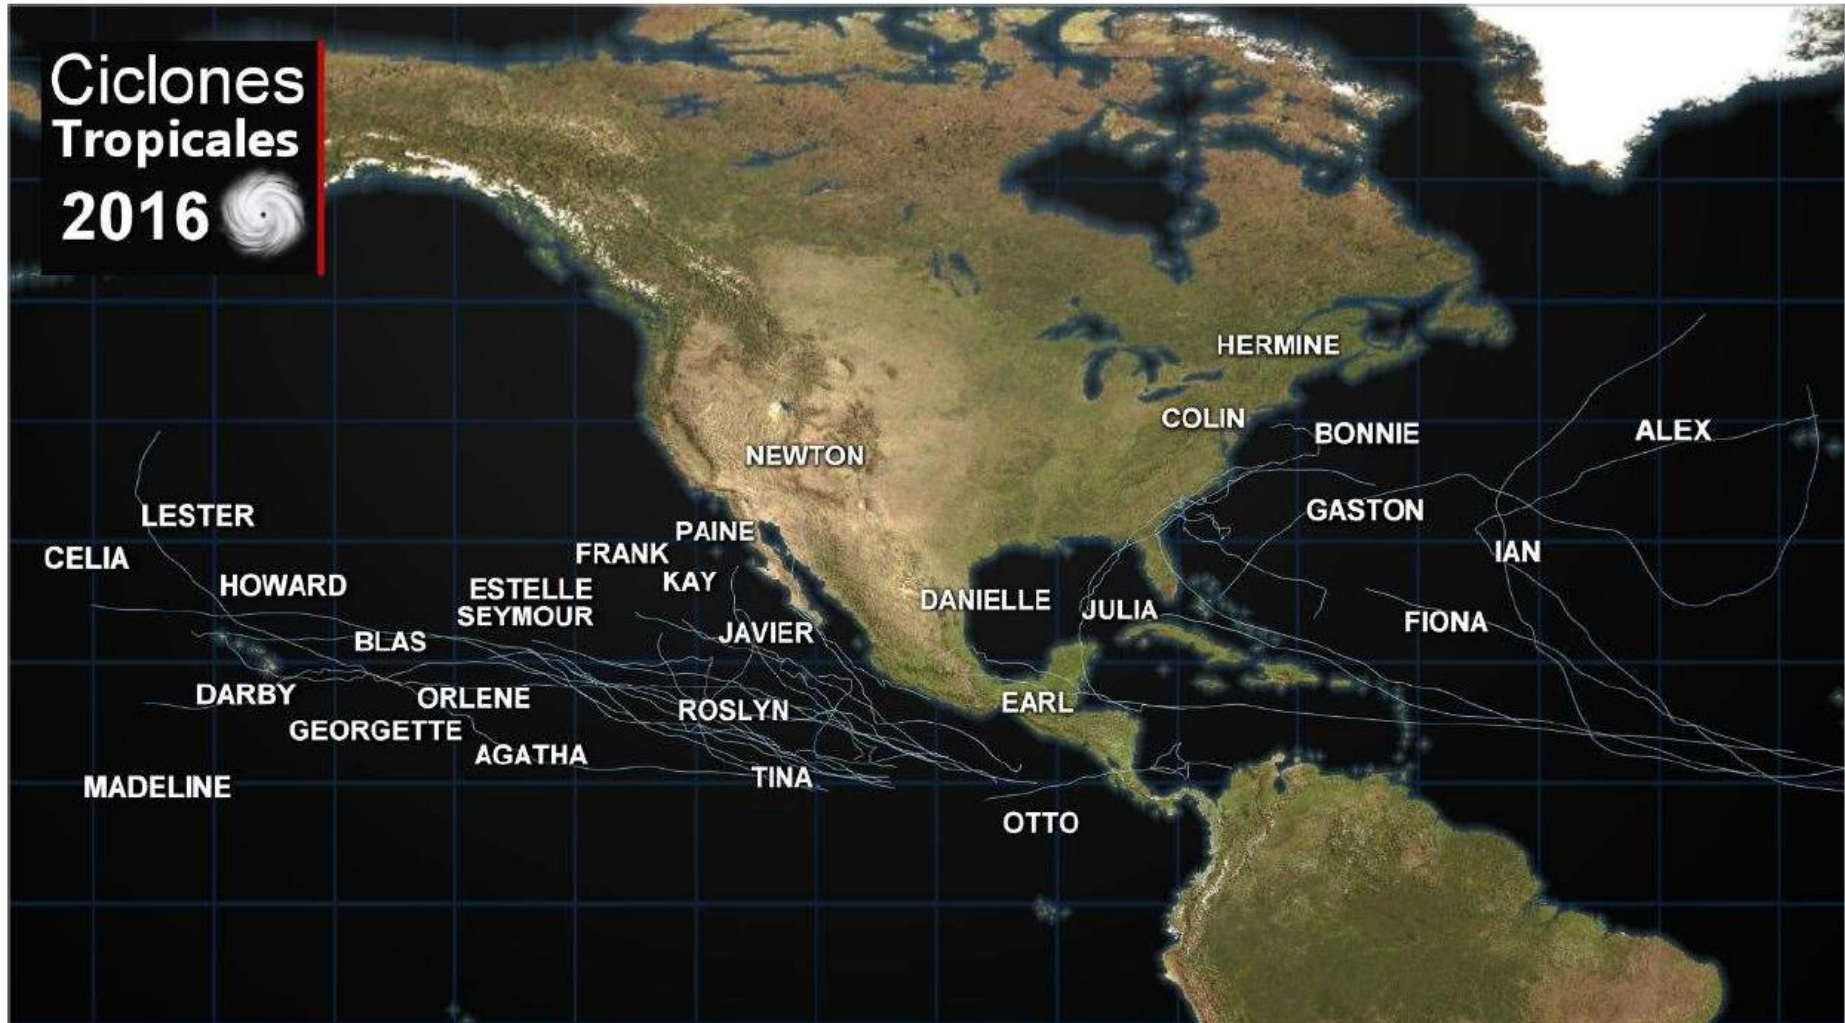 Ciclones
Tropicales
2016
HERMINE
COLIN
BONNIE
ALEX
NEWTON
GASTON
LESTER
PAINE
IAN
FRANK
CELIA
KAY
HOWARD
ESTELLE
DANIELLE
JULIA
SEYMOUR
FIONA
JAVIER
BLAS
DARBY
ORLENE
EARL
ROSLYN
GEORGETTE
AGATHA
TINA
MADELINE
OTTO